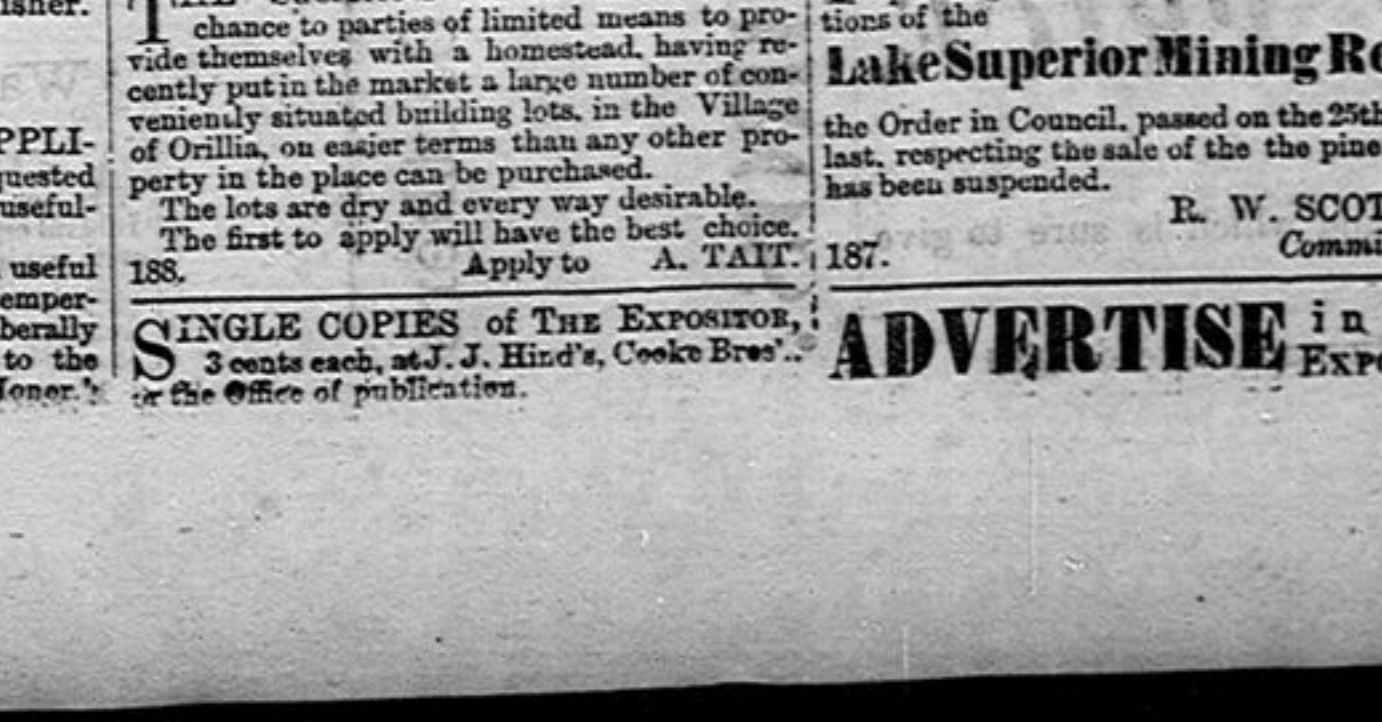 isher.
PPLI-
quested
useful-
useful
emper-
berally
to the
Honor.'
THE
chance to parties of limited means to pro-
vide themselves with a homestead, having re-
cently put in the market a large number of con-
veniently situated building lots, in the Village
of Orillia, on easier terms than any other pro-
perty in the place can be purchased.
The lots are dry and every way desirable.
The first to apply will have the best choice.
188. Apply to A. TAIT.
SINGLE COPIES of THE EXPOSITOR,
3 cents each, at J. J. Hind's, Cooke Bros'..
or the Office of publication.
tions of the
Lake Superior Mining Re
the Order in Council, passed on the 25th
last, respecting the sale of the the pine
has been suspended.
R. W. SCOT
187. Commi
ADVERTISE in
EXPO